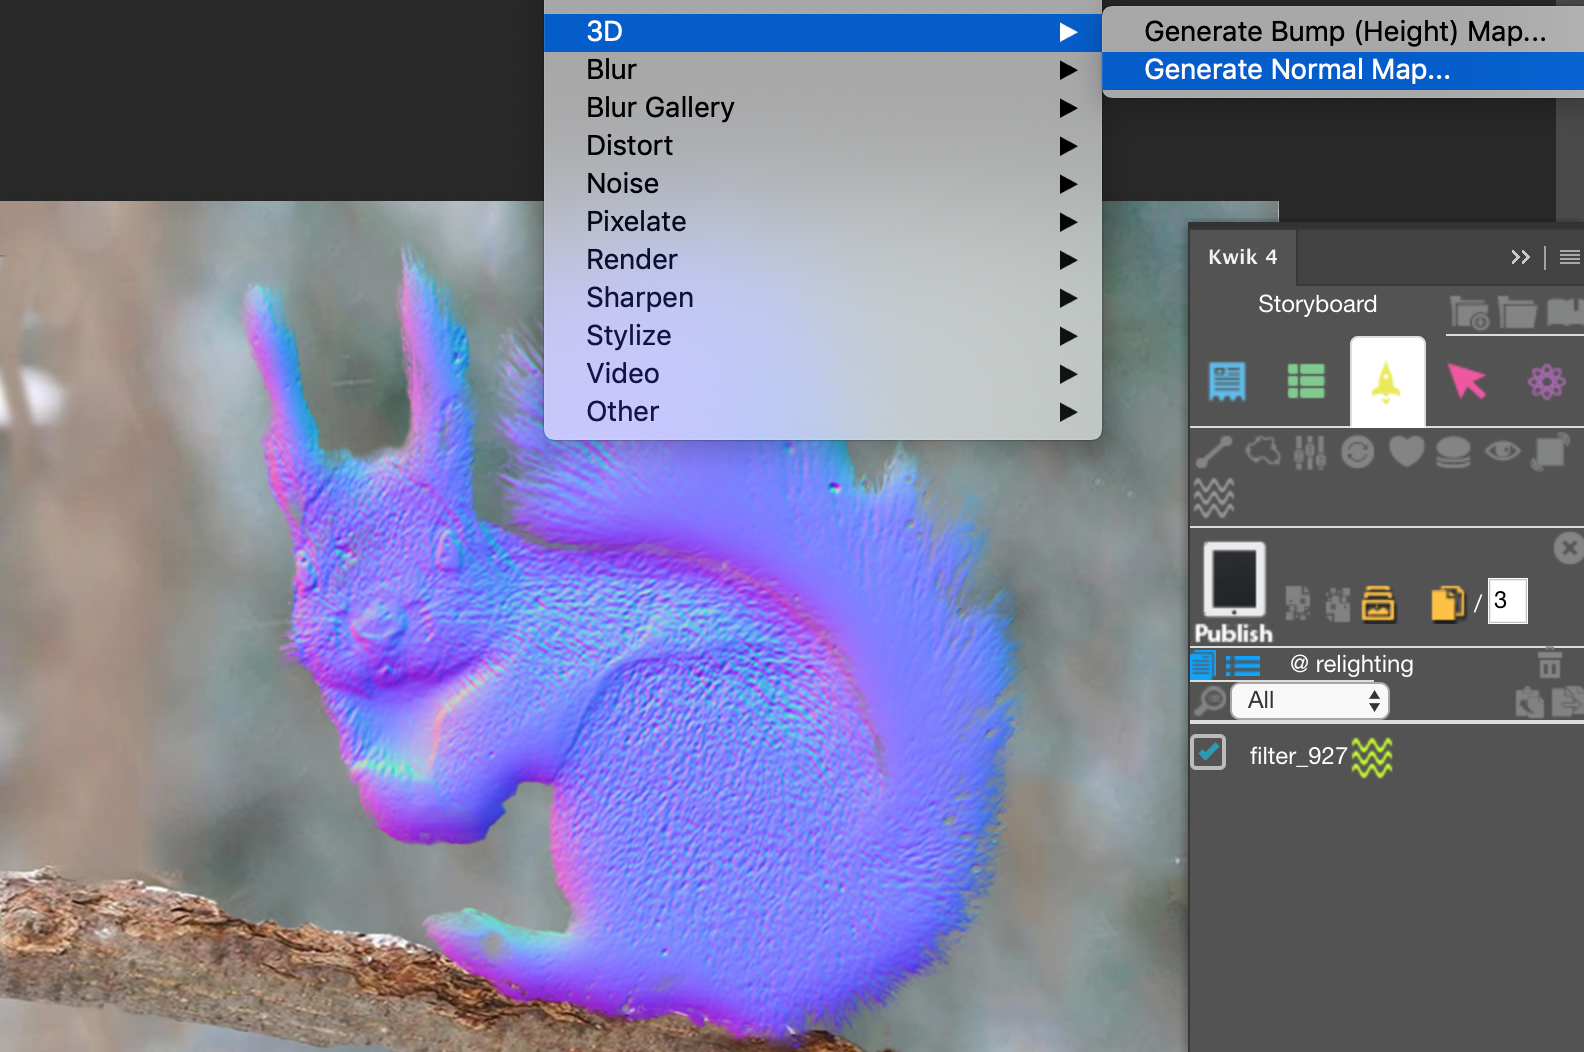 3D
Blur
Blur Gallery
Distort
Noise
Pixelate
Render
Sharpen
Stylize
Video
Other
Generate Bump (Height) Map...
Generate Normal Map...
Kwik 4
Storyboard
Publish
/ 3
@ relighting
All
filter_927